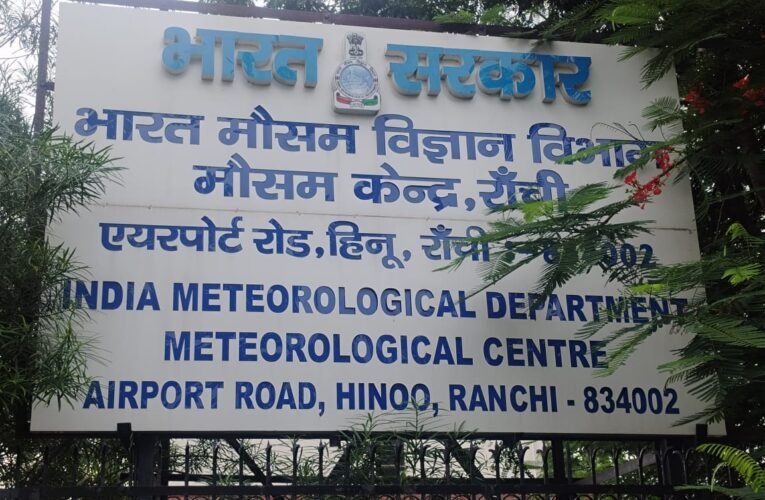 भारत सरकार
भारत मौसम विज्ञान विभाग
मौसम केन्द्र, राँची
एयरपोर्ट रोड, हिनू, राँची
INDIA METEOROLOGICAL DEPARTMENT
METEOROLOGICAL CENTRE
AIRPORT ROAD, HINOO, RANCHI - 834002